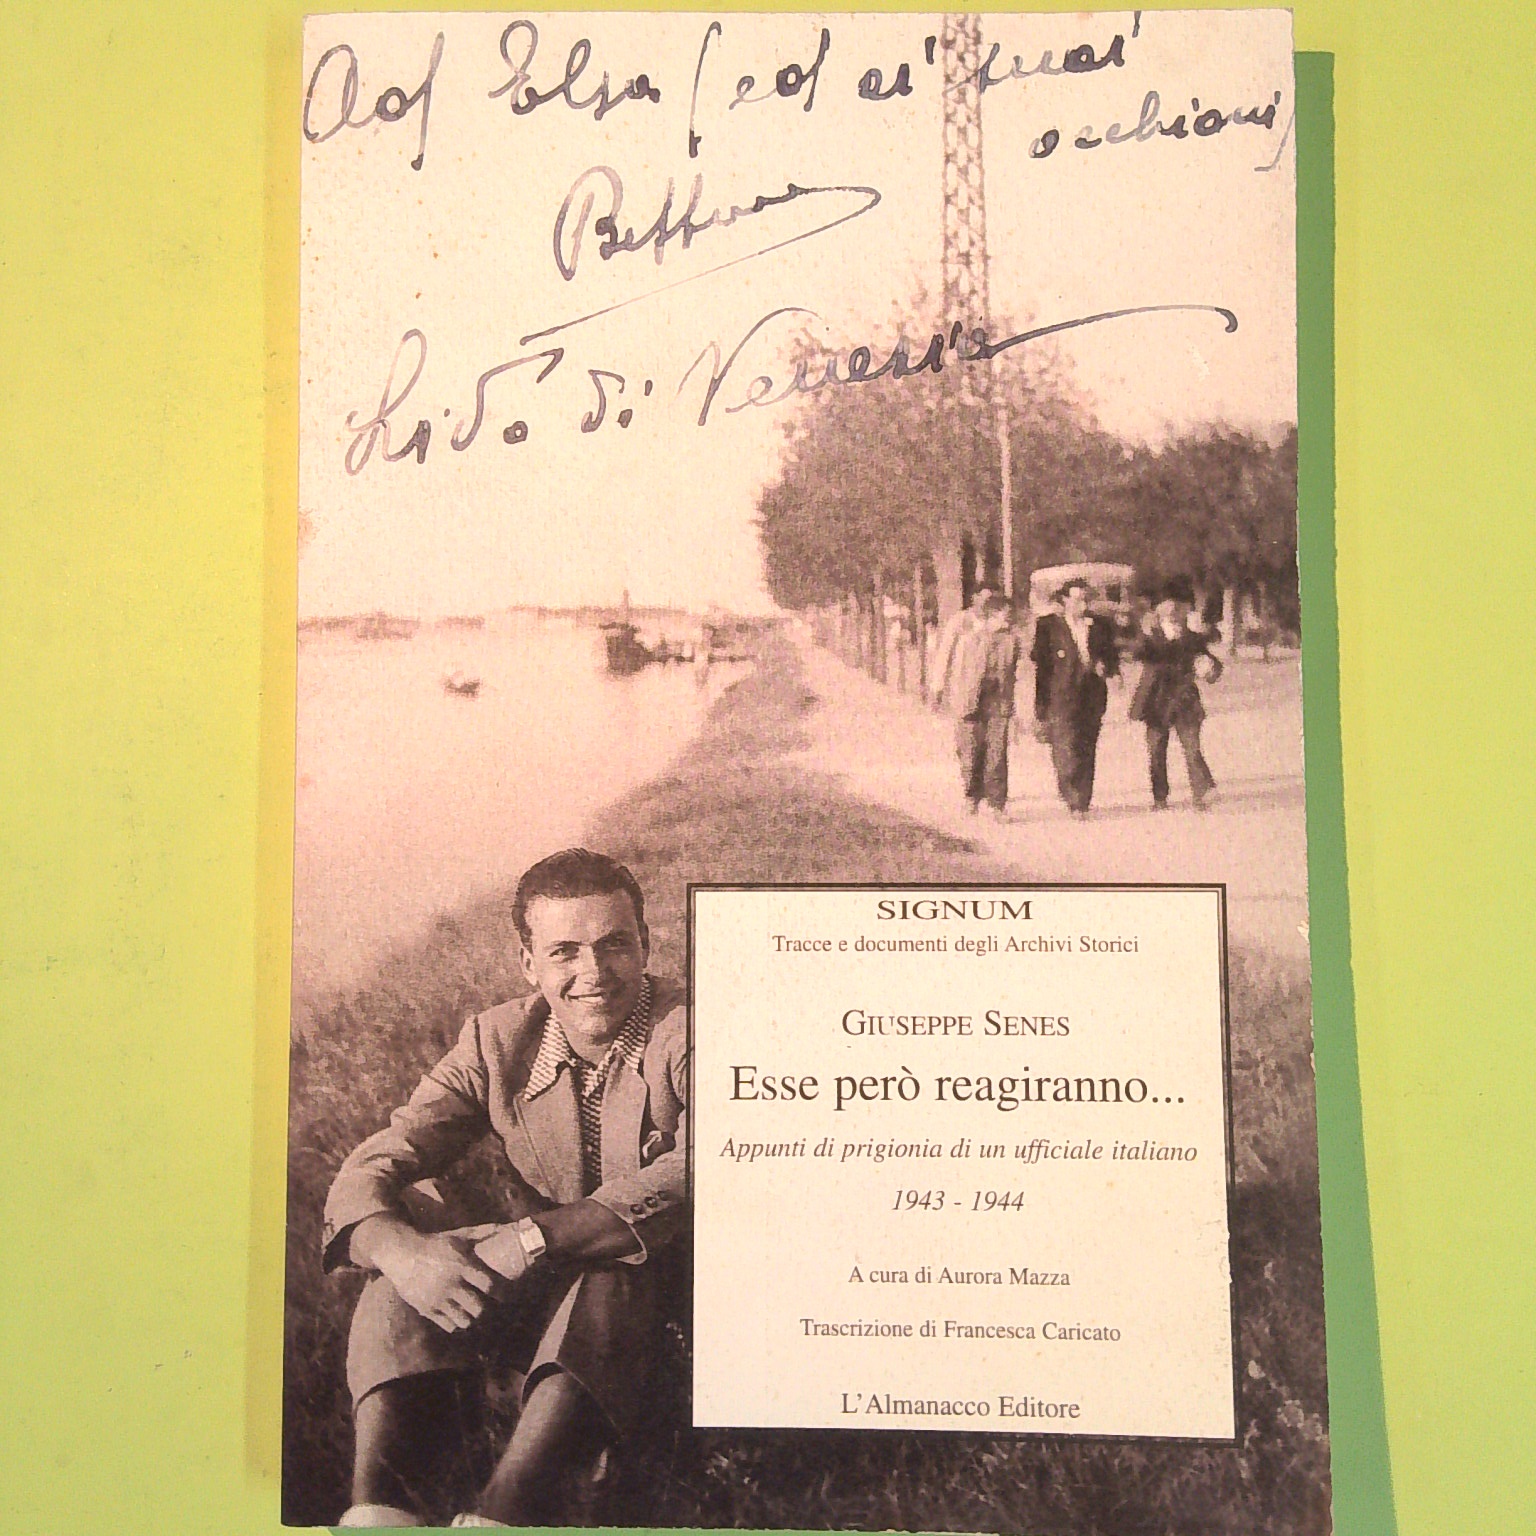 Ad Elsa (ed ai suoi
occhioni)
Lido di Venezia
SIGNUM
Tracce e documenti degli Archivi Storici
GIUSEPPE SENES
Esse però reagiranno...
Appunti di prigionia di un ufficiale italiano
1943 - 1944
A cura di Aurora Mazza
Trascrizione di Francesca Caricato
L'Almanacco Editore